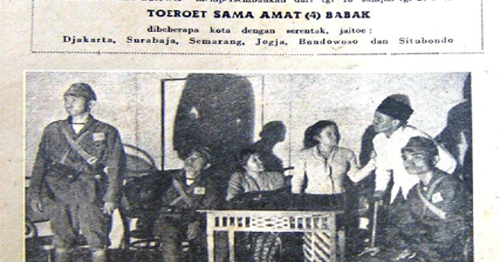 TOEROET SAMA AMAT (4) BABAK
dibeberapa kota dengan serentak, jaitoe :
Djakarta, Surabaja, Semarang, Jogja, Bondowoso dan Situbondo